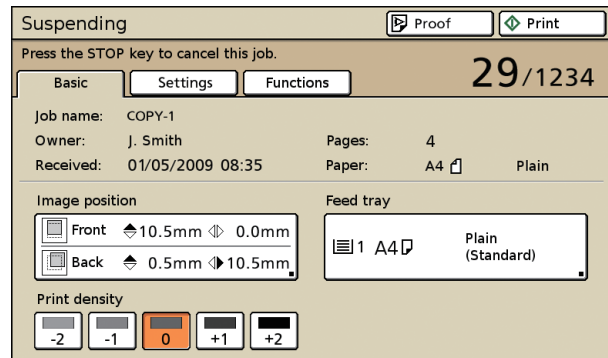 Suspending
Proof
Print
Press the STOP key to cancel this job.
29/1234
Basic
Settings
Functions
Job name: COPY-1
Owner: J. Smith Pages: 4
Received: 01/05/2009 08:35 Paper: A4 Plain
Image position
Feed tray
Front 10.5mm 0.0mm
Back 0.5mm 10.5mm
1 A4 Plain
(Standard)
Print density
-2 -1 0 +1 +2